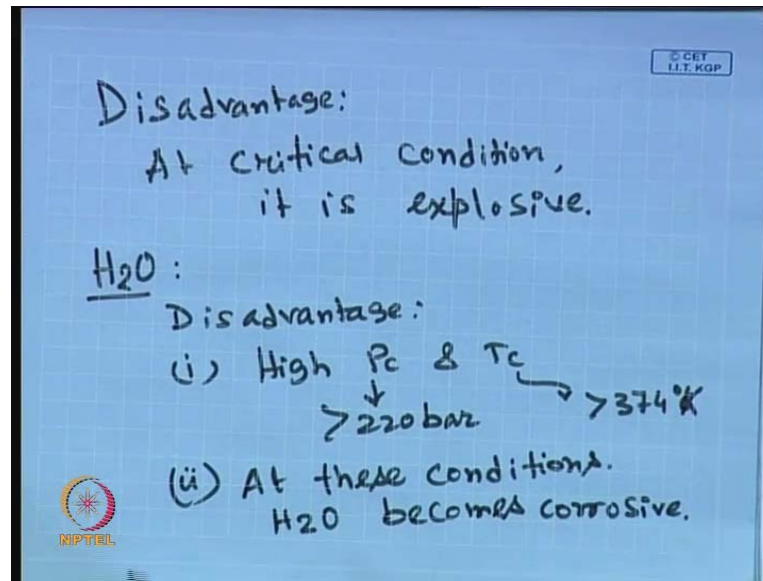 © CET
I.I.T. KGP
Disadvantage:
At critical condition,
it is explosive.
H2O :
Disadvantage:
(i) High Pc & Tc
>220 bar
>374°K
(ii) At these conditions.
H2O becomes corrosive.
NPTEL